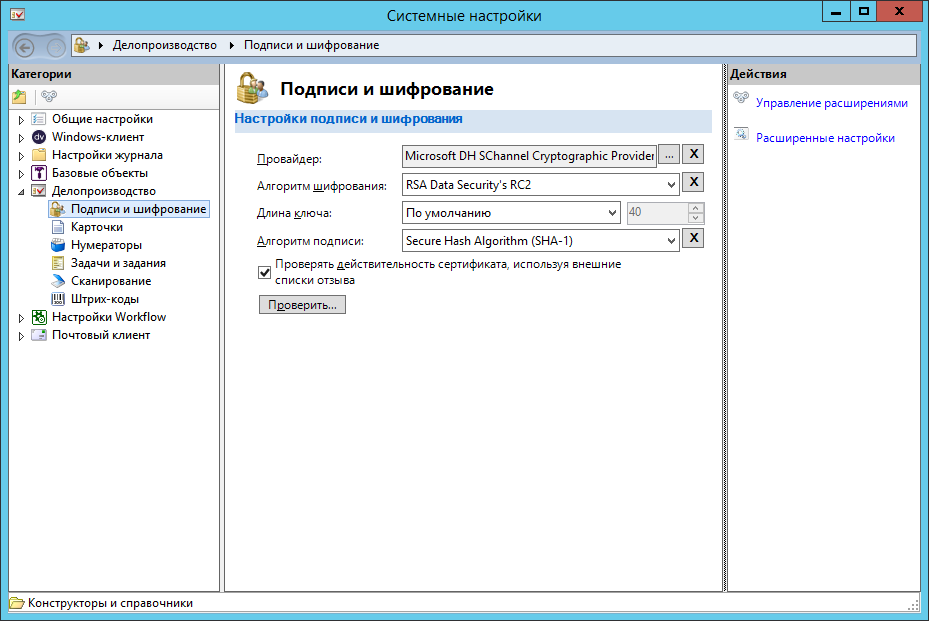 Системные настройки
Делопроизводство Подписи и шифрование
Категории
Общие настройки
Windows-клиент
Настройки журнала
Базовые объекты
Делопроизводство
Подписи и шифрование
Карточки
Нумераторы
Задачи и задания
Сканирование
Штрих-коды
Настройки Workflow
Почтовый клиент
Подписи и шифрование
Настройки подписи и шифрования
Провайдер: Microsoft DH SChannel Cryptographic Provider ... X
Алгоритм шифрования: RSA Data Security's RC2 X
Длина ключа: По умолчанию 40
Алгоритм подписи: Secure Hash Algorithm (SHA-1) X
Проверять действительность сертификата, используя внешние
списки отзыва
Проверить...
Действия
Управление расширениями
Расширенные настройки
Конструкторы и справочники